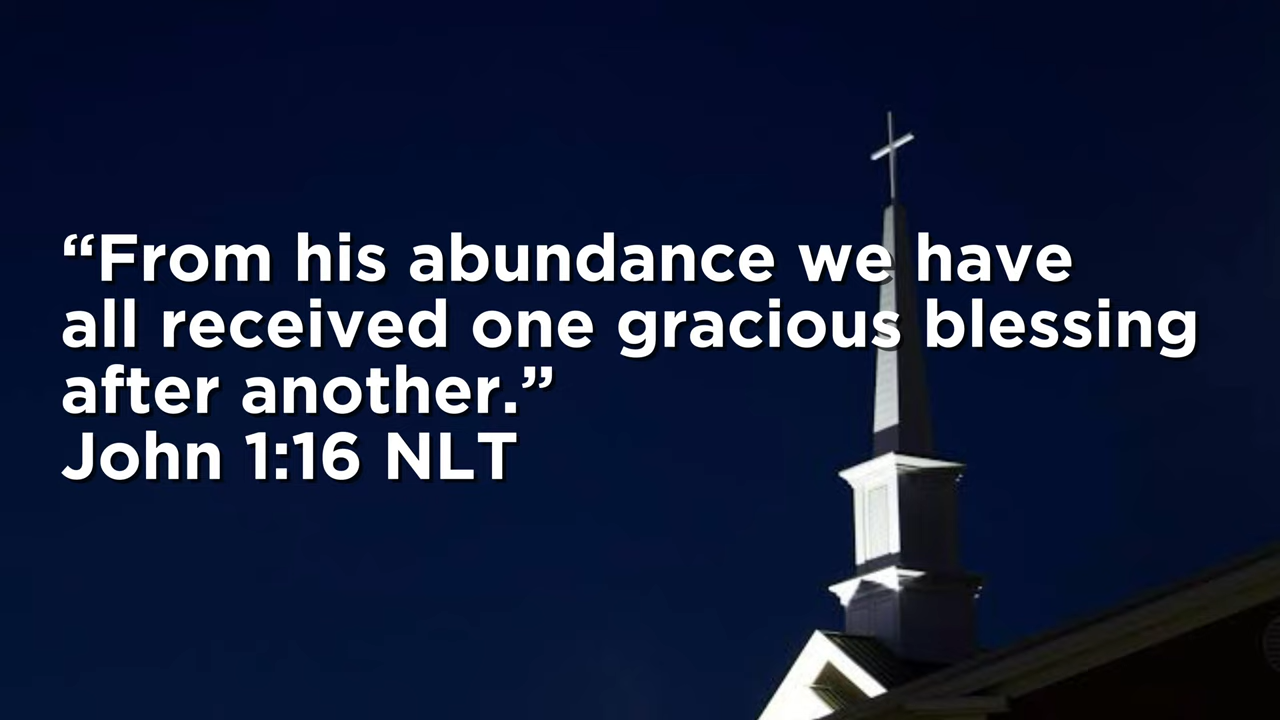 “From his abundance we have
all received one gracious blessing
after another.”
John 1:16 NLT